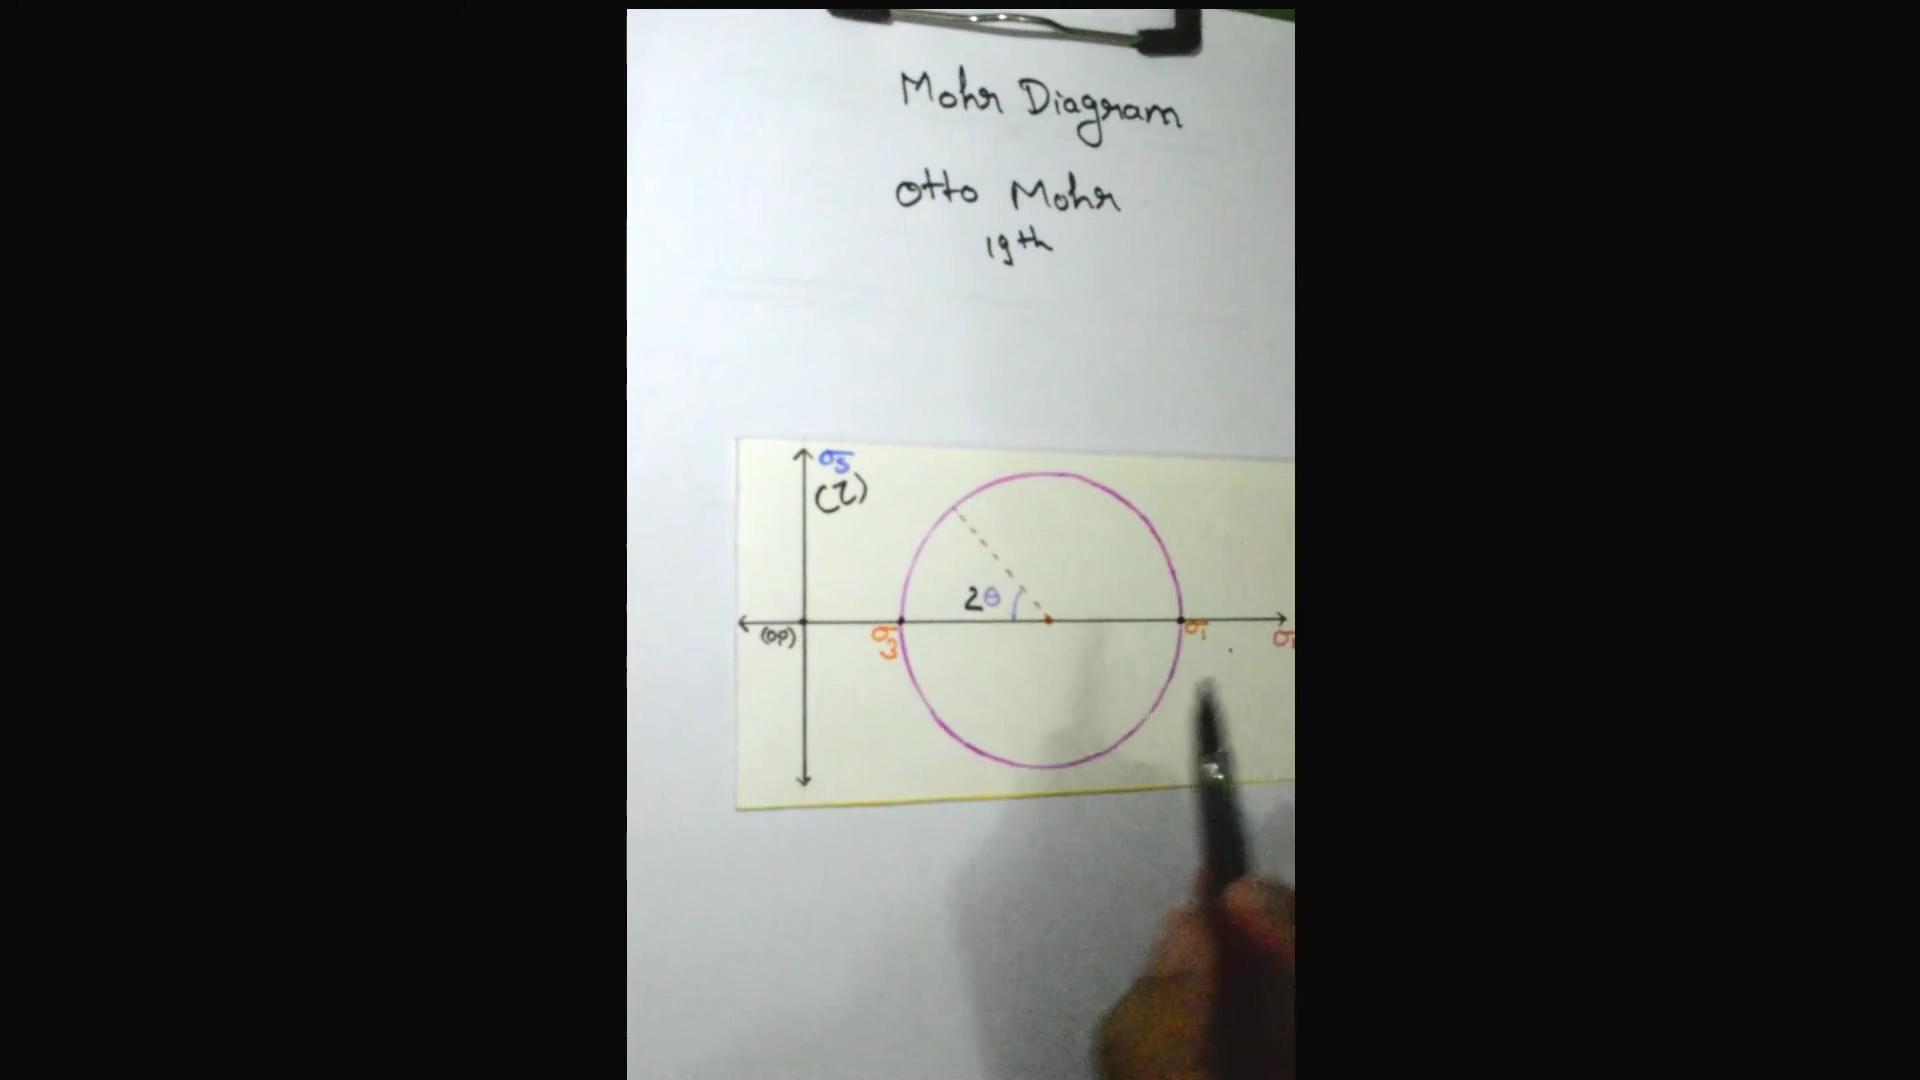 Mohr Diagram
Otto Mohr
19th
σs
(τ)
2θ
(OP)
σ3
σ1